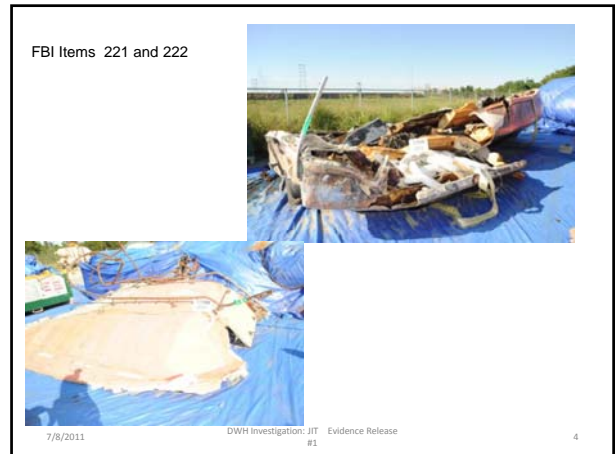 FBI Items 221 and 222
7/8/2011
DWH Investigation: JIT Evidence Release
#1
4